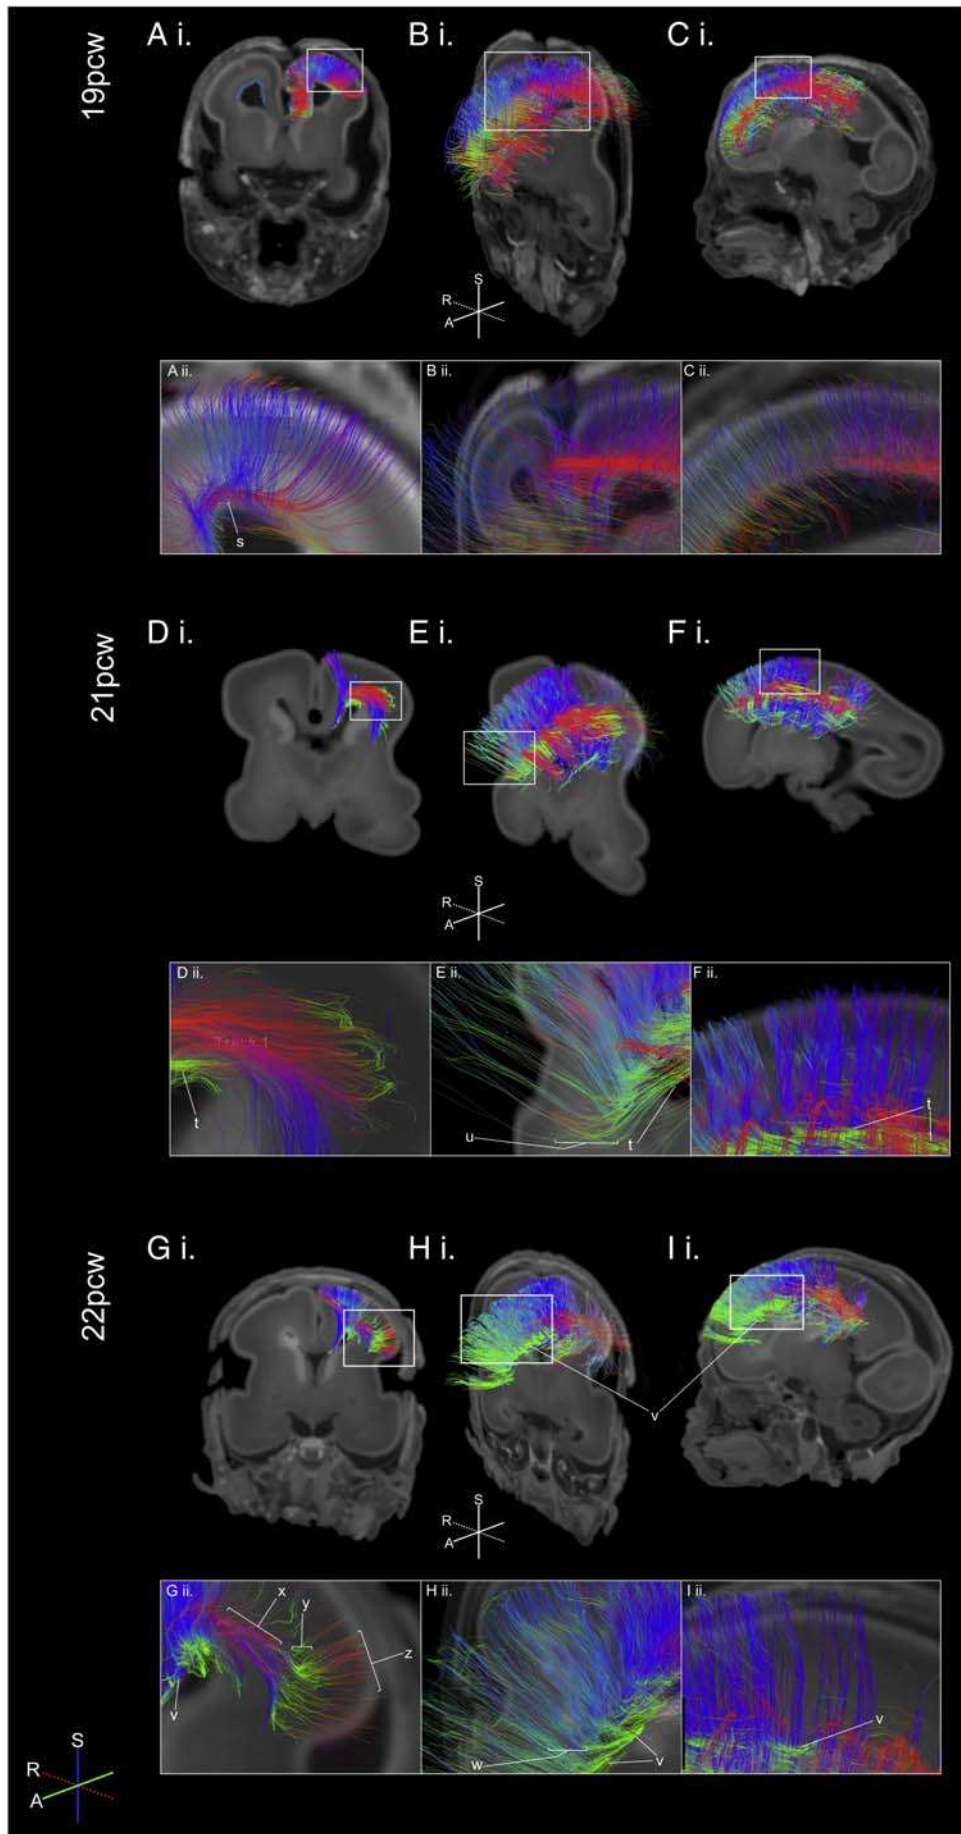 19pcw
A i.
B i.
C i.
S
R
A
A ii.
B ii.
C ii.
s
21pcw
D i.
E i.
F i.
S
R
A
D ii.
E ii.
F ii.
t
u
t
t
22pcw
G i.
H i.
I i.
v
S
R
A
G ii.
H ii.
I ii.
x
y
z
v
w
v
v
S
R
A